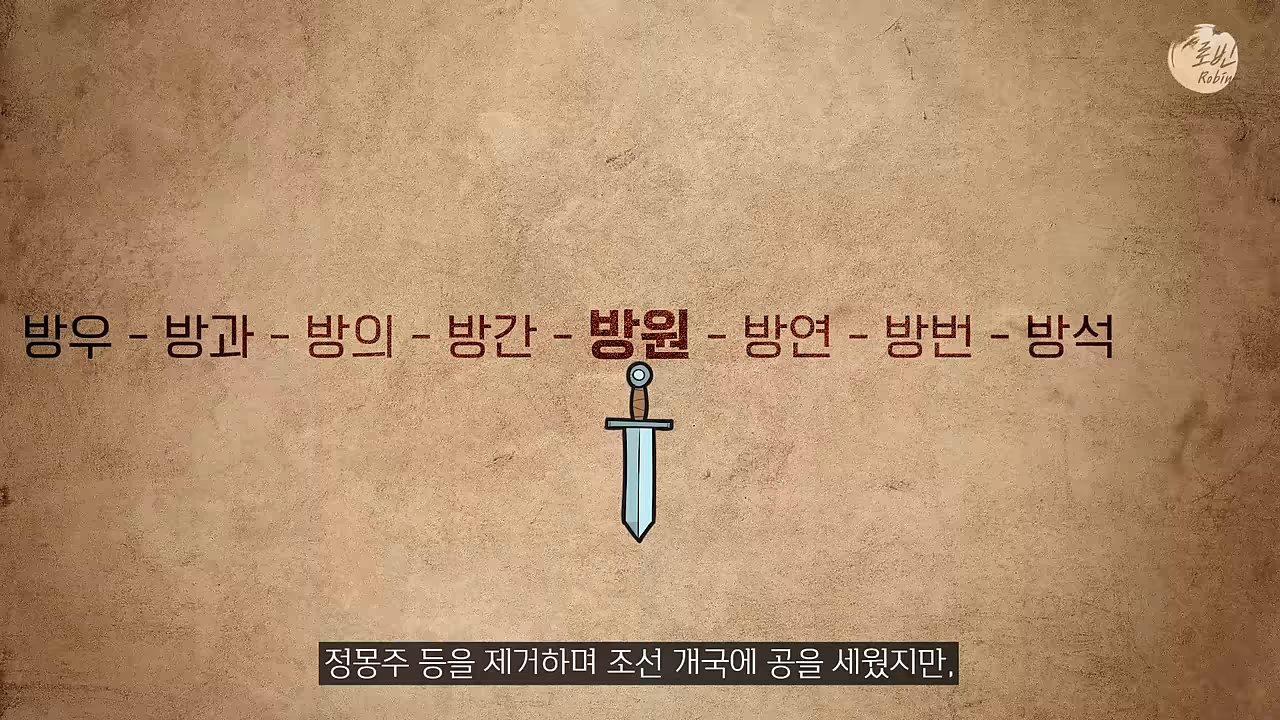 로빈
Robin
방우 - 방과 - 방의 - 방간 - 방원 - 방연 - 방번 - 방석
정몽주 등을 제거하며 조선 개국에 공을 세웠지만,